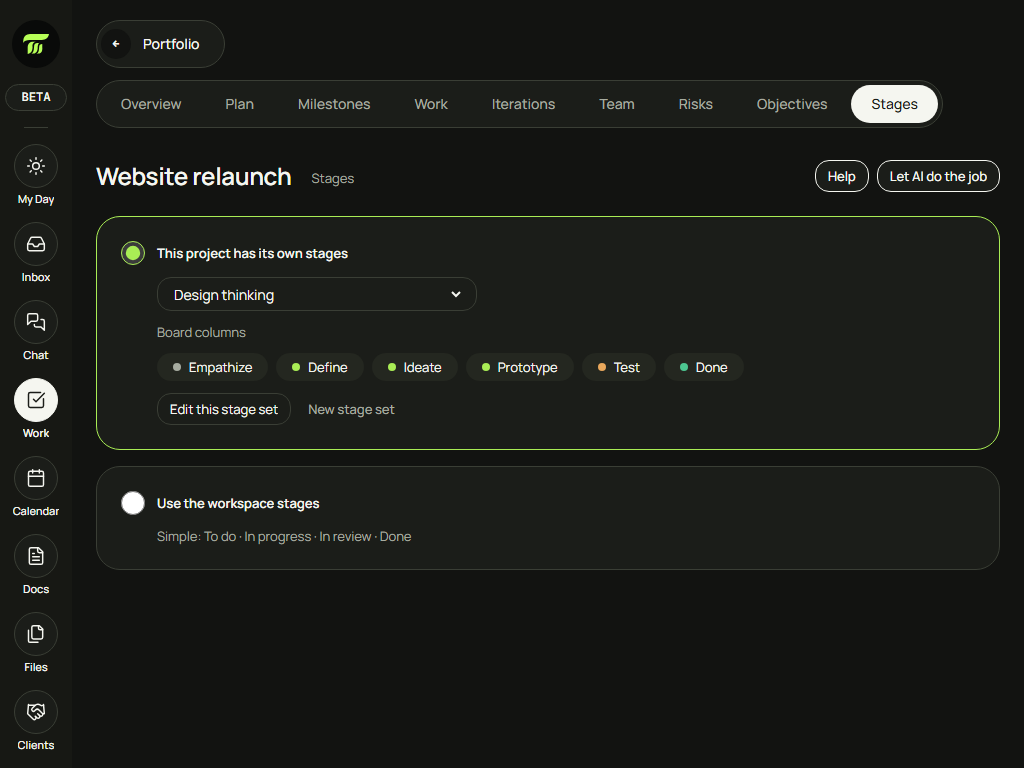 Portfolio
BETA
Overview Plan Milestones Work Iterations Team Risks Objectives Stages
Website relaunch Stages Help Let AI do the job
My Day
Inbox
Chat
Work
Calendar
Docs
Files
Clients
This project has its own stages
Design thinking
Board columns
Empathize Define Ideate Prototype Test Done
Edit this stage set New stage set
Use the workspace stages
Simple: To do · In progress · In review · Done